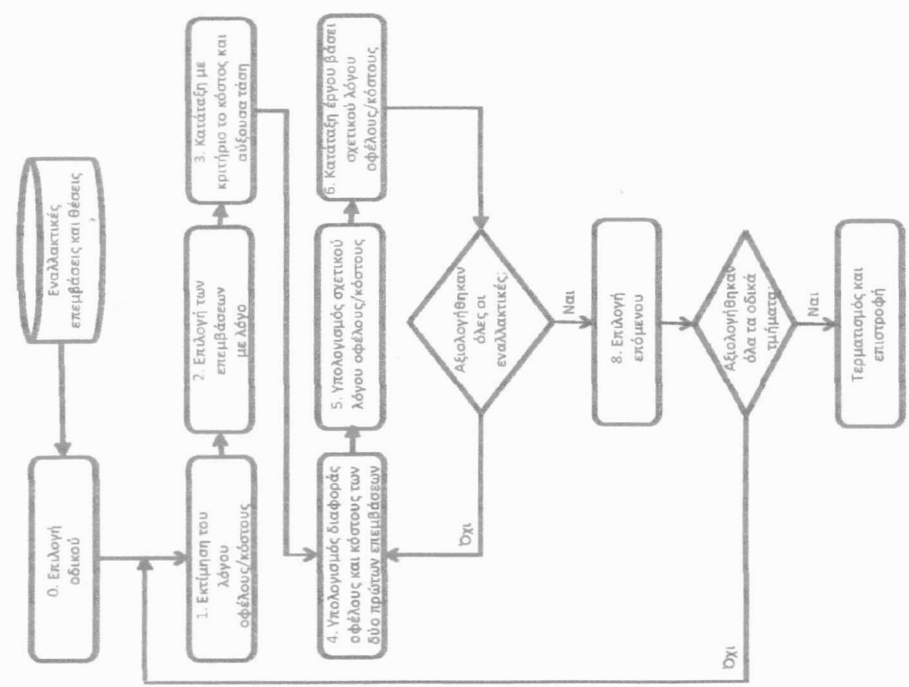 Εναλλακτικές
επεμβάσεις και θέσεις
0. Επιλογή
οδικού
1. Εκτίμηση του
λόγου
οφέλους/κόστους
2. Επιλογή των
επεμβάσεων
με λόγο
3. Κατάταξη με
κριτήριο το κόστος και
αύξουσα τάση
4. Υπολογισμός διαφοράς
οφέλους και κόστους των
δύο πρώτων επεμβάσεων
5. Υπολογισμός σχετικού
λόγου οφέλους/κόστους
6. Κατάταξη έργου βάσει
σχετικού λόγου
οφέλους/κόστους
Αξιολογήθηκαν
όλες οι
εναλλακτικές;
Όχι
Ναι
8. Επιλογή
επόμενου
Αξιολογήθηκαν
όλα τα οδικά
τμήματα;
Όχι
Ναι
Τερματισμός και
επιστροφή